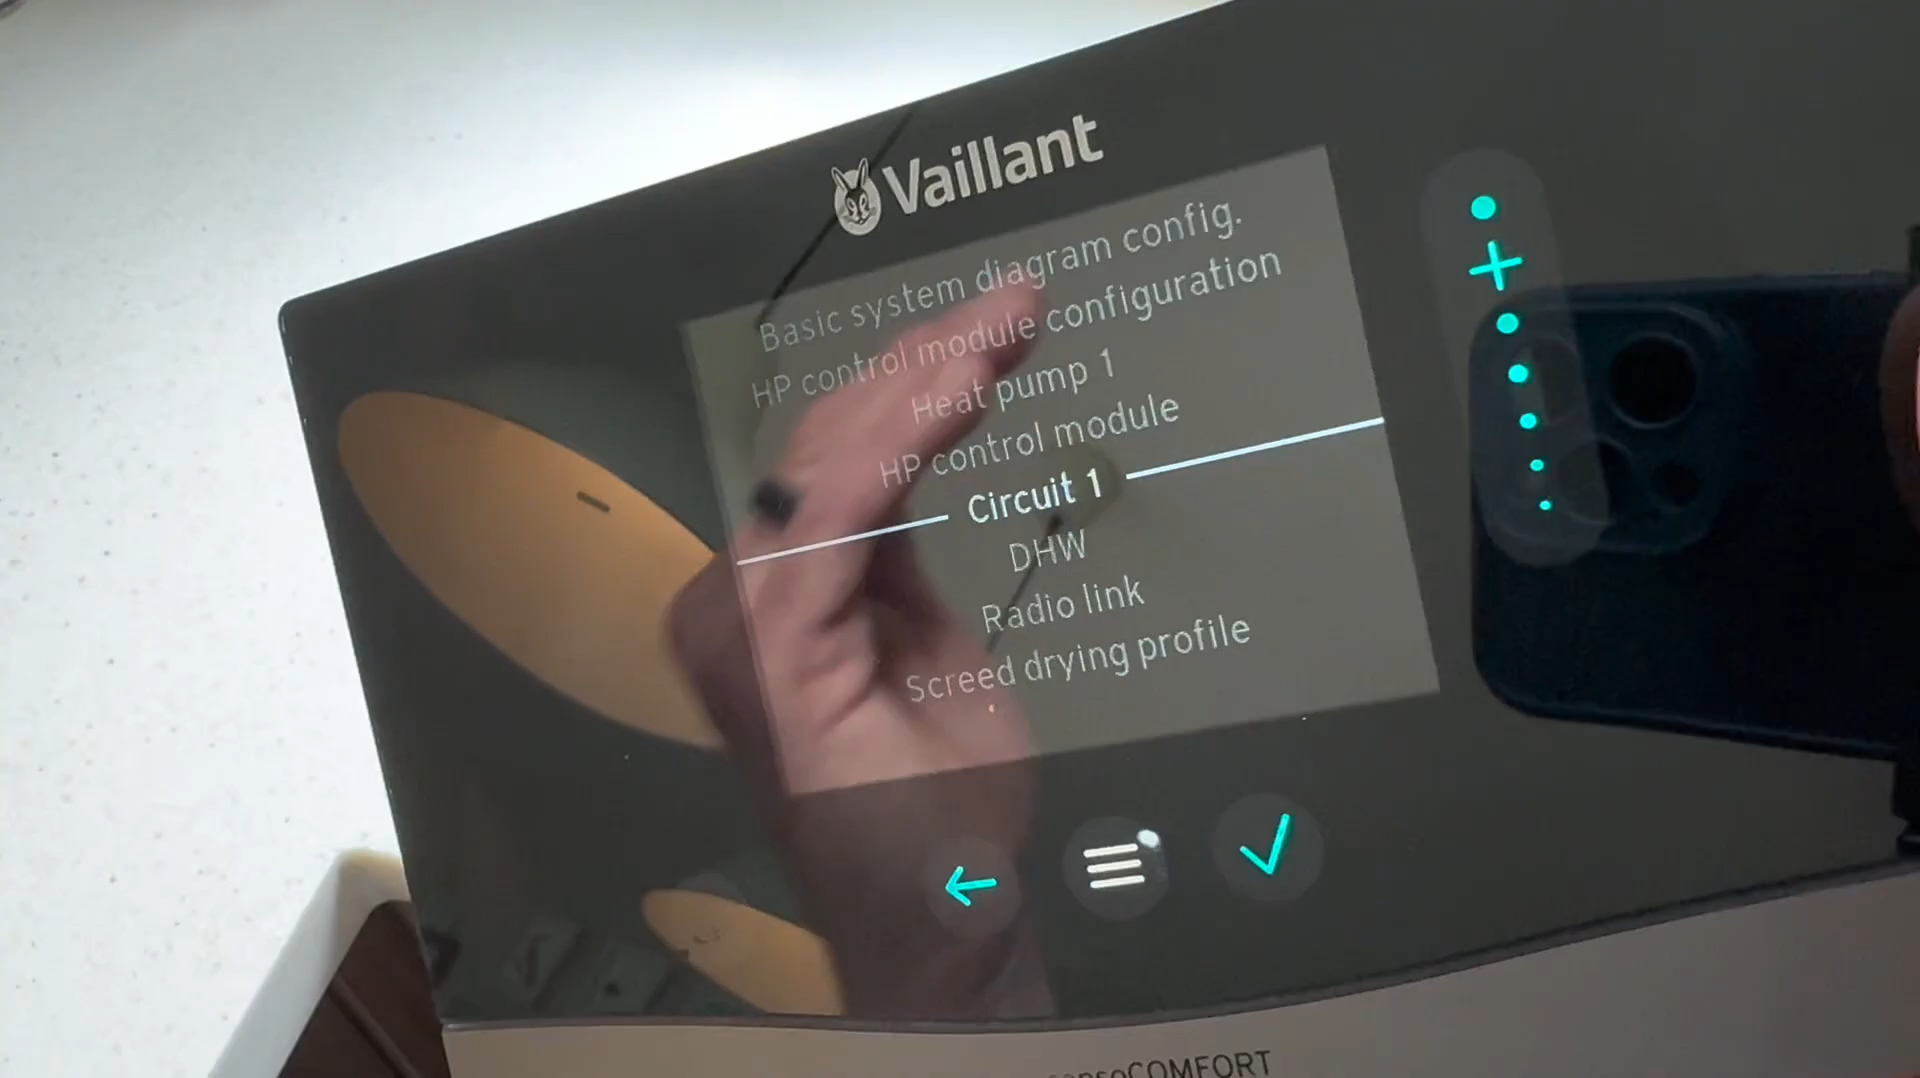 Vaillant
Basic system diagram config.
HP control module configuration
Heat pump 1
HP control module
Circuit 1
DHW
Radio link
Screed drying profile
COMFORT